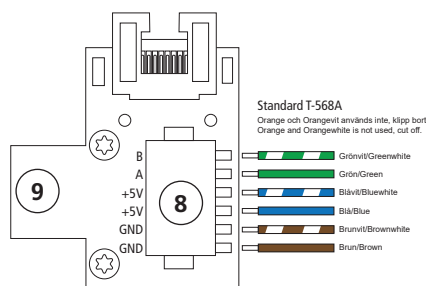 Standard T-568A
Orange och Orangevit används inte, klipp bort
Orange and Orangewhite is not used, cut off.
B Grönvit/Greenwhite
A Grön/Green
+5V Blåvit/Bluewhite
+5V Blå/Blue
GND Brunvit/Brownwhite
GND Brun/Brown
9
8